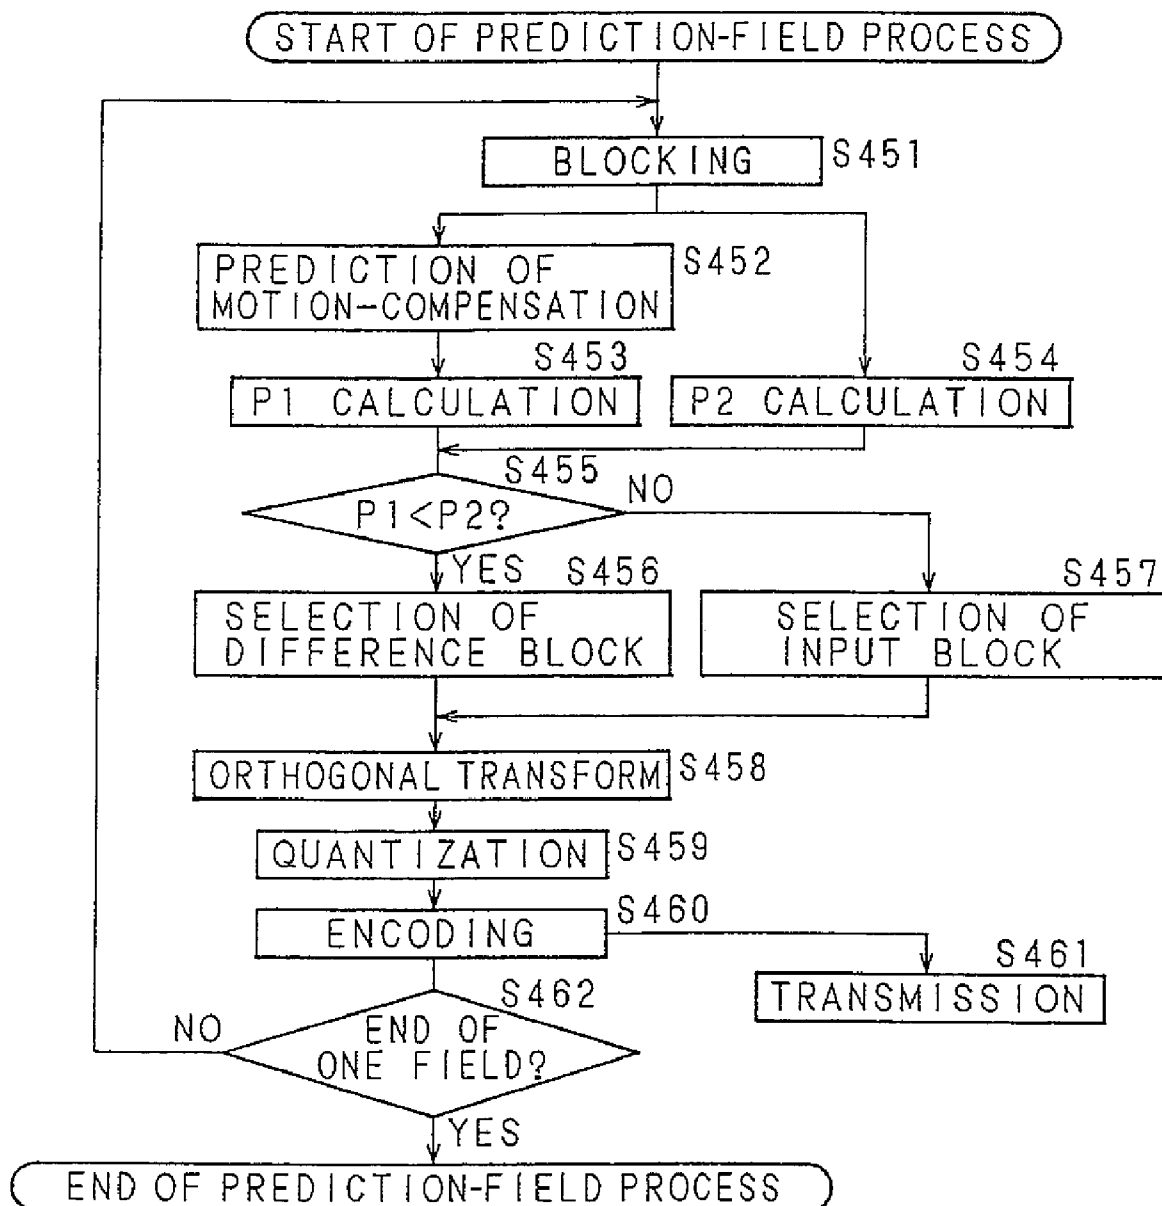 START OF PREDICTION-FIELD PROCESS
BLOCKING
S451
PREDICTION OF
MOTION-COMPENSATION
S452
S453
P1 CALCULATION
S454
P2 CALCULATION
S455
P1<P2?
NO
YES
S456
SELECTION OF
DIFFERENCE BLOCK
S457
SELECTION OF
INPUT BLOCK
ORTHOGONAL TRANSFORM
S458
QUANTIZATION
S459
ENCODING
S460
S461
TRANSMISSION
S462
END OF
ONE FIELD?
NO
YES
END OF PREDICTION-FIELD PROCESS